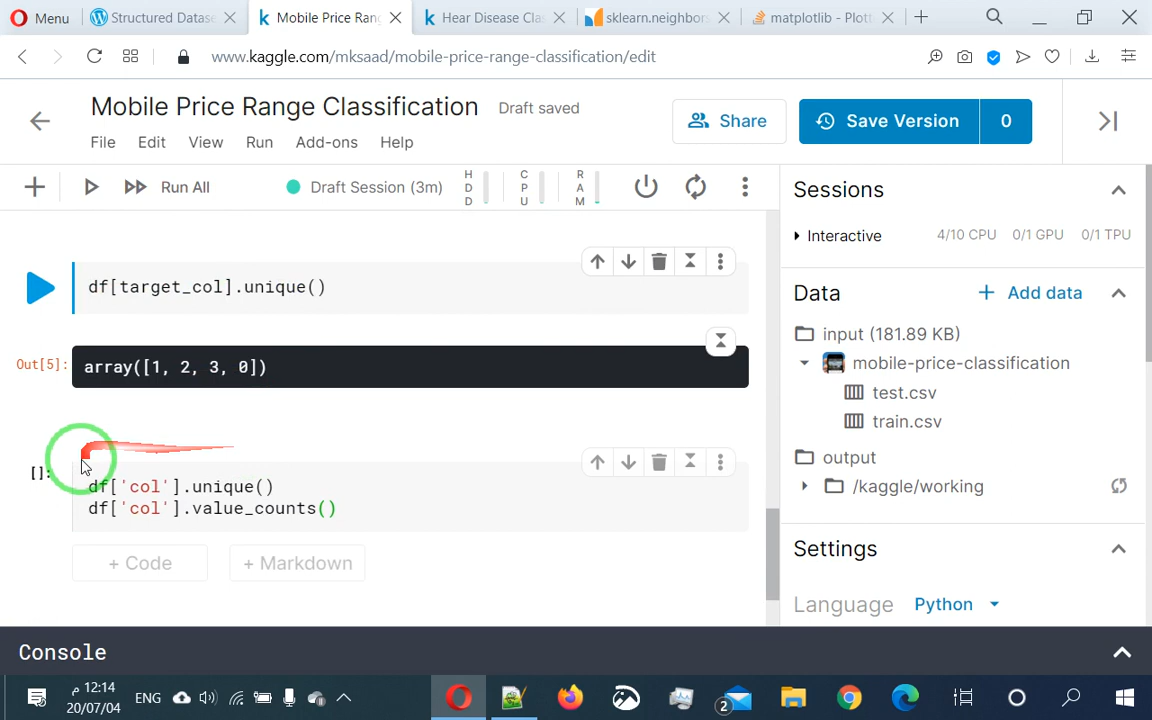 Menu
Structured Datase
Mobile Price Rang
Hear Disease Clas
sklearn.neighbors
matplotlib - Plott
www.kaggle.com/mksaad/mobile-price-range-classification/edit
Mobile Price Range Classification
Draft saved
Share
Save Version
0
File
Edit
View
Run
Add-ons
Help
Run All
Draft Session (3m)
HDD
CPU
RAM
Sessions
Interactive
4/10 CPU
0/1 GPU
0/1 TPU
df[target_col].unique()
Out[5]:
array([1, 2, 3, 0])
[]:
df['col'].unique()
df['col'].value_counts()
+ Code
+ Markdown
Data
+ Add data
input (181.89 KB)
mobile-price-classification
test.csv
train.csv
output
/kaggle/working
Settings
Language
Python
Console
12:14 م
20/07/04
ENG
2